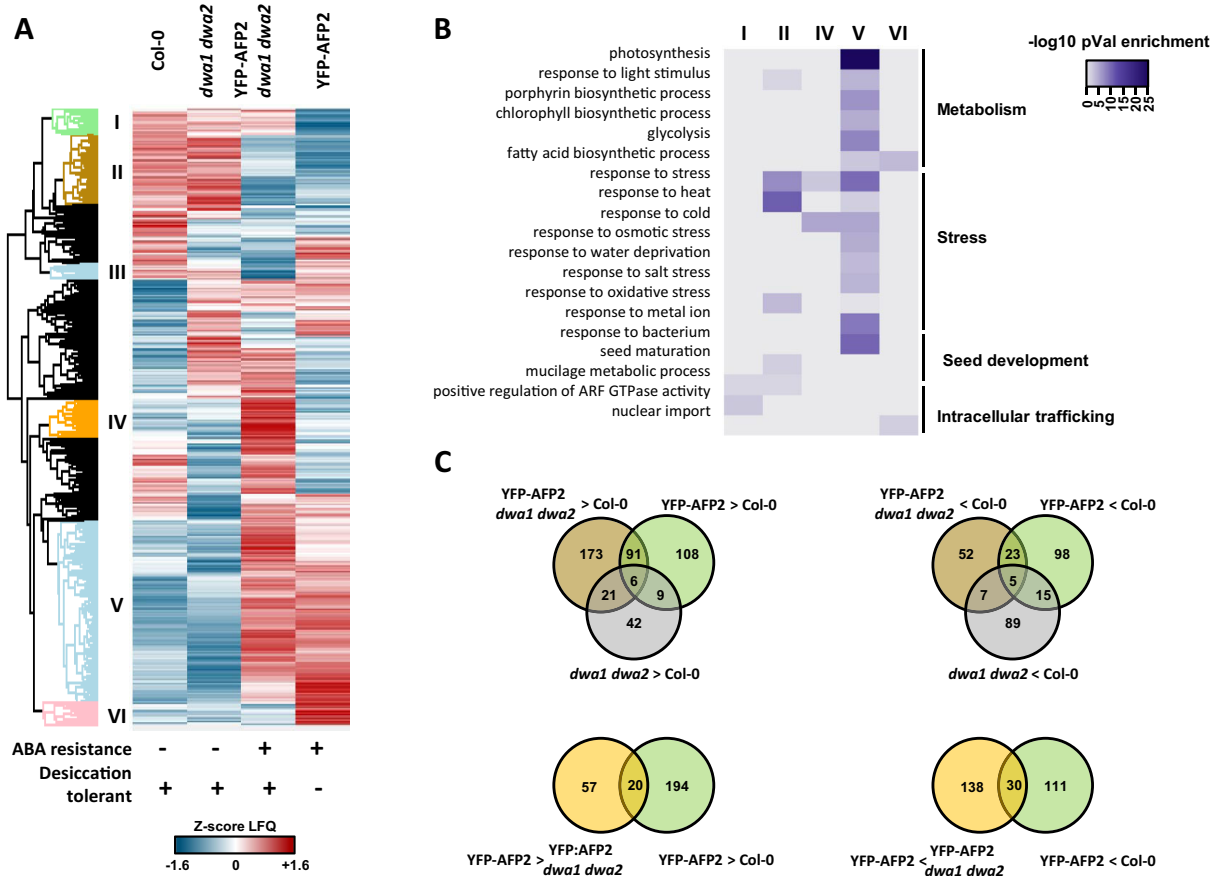 A
Col-0
dwa1 dwa2
YFP-AFP2
dwa1 dwa2
YFP-AFP2
I
II
III
IV
V
VI
ABA resistance - - + +
Desiccation
tolerant + + + -
Z-score LFQ
-1.6 0 +1.6
B
I II IV V VI
photosynthesis
response to light stimulus
porphyrin biosynthetic process
chlorophyll biosynthetic process
glycolysis
fatty acid biosynthetic process
response to stress
response to heat
response to cold
response to osmotic stress
response to water deprivation
response to salt stress
response to oxidative stress
response to metal ion
response to bacterium
seed maturation
mucilage metabolic process
positive regulation of ARF GTPase activity
nuclear import
Metabolism
Stress
Seed development
Intracellular trafficking
-log10 pVal enrichment
0 5 10 15 20 25
C
YFP-AFP2
dwa1 dwa2 > Col-0
YFP-AFP2 > Col-0
173 91 108
6
21 9
42
dwa1 dwa2 > Col-0
YFP-AFP2
dwa1 dwa2 < Col-0
YFP-AFP2 < Col-0
52 23 98
5
7 15
89
dwa1 dwa2 < Col-0
57 20 194
YFP-AFP2 > YFP:AFP2
dwa1 dwa2
YFP-AFP2 > Col-0
138 30 111
YFP-AFP2 < YFP-AFP2
dwa1 dwa2
YFP-AFP2 < Col-0